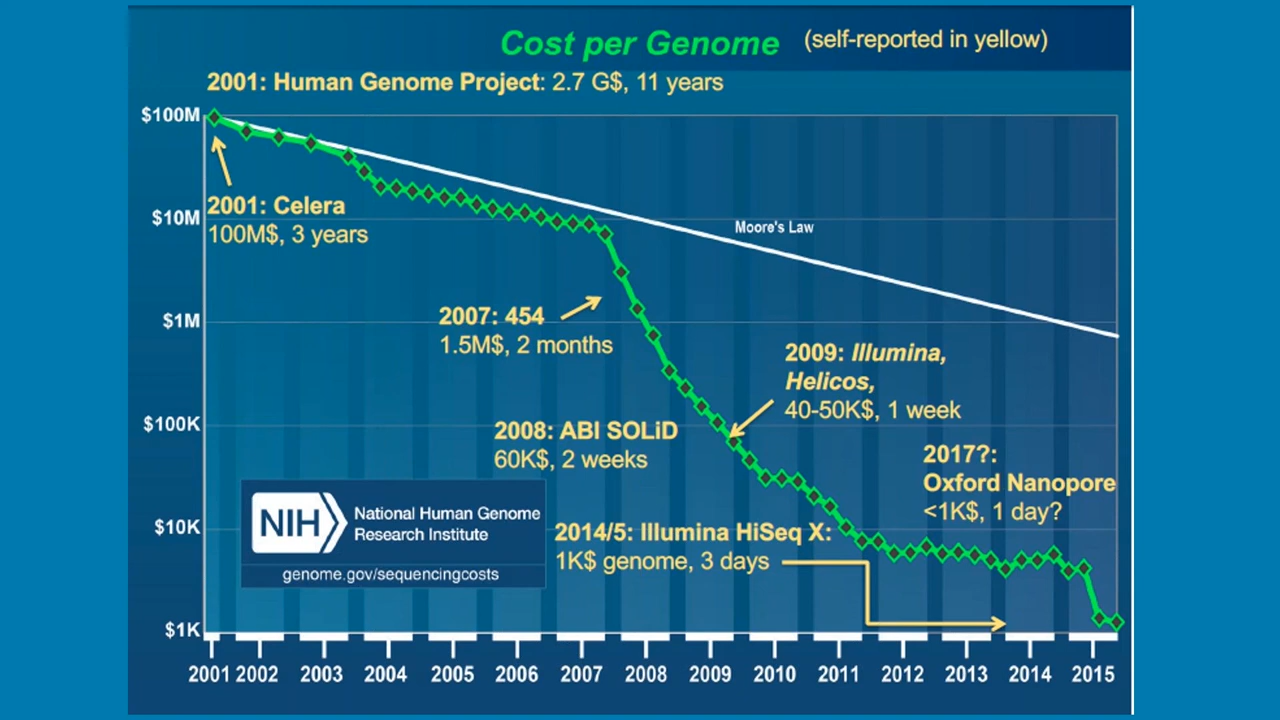 Cost per Genome (self-reported in yellow)
2001: Human Genome Project: 2.7 G$, 11 years
$100M
2001: Celera
100M$, 3 years
$10M
Moore's Law
$1M
2007: 454
1.5M$, 2 months
2009: Illumina,
Helicos,
40-50K$, 1 week
$100K
2008: ABI SOLiD
60K$, 2 weeks
2017?:
Oxford Nanopore
<1K$, 1 day?
$10K
NIH National Human Genome
Research Institute
genome.gov/sequencingcosts
2014/5: Illumina HiSeq X:
1K$ genome, 3 days
$1K
2001 2002 2003 2004 2005 2006 2007 2008 2009 2010 2011 2012 2013 2014 2015